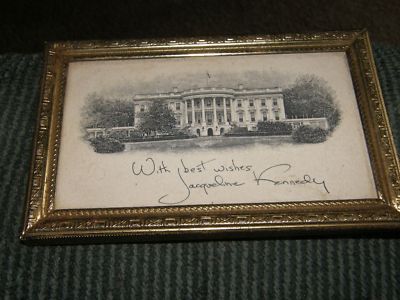 With best wishes
Jacqueline Kennedy